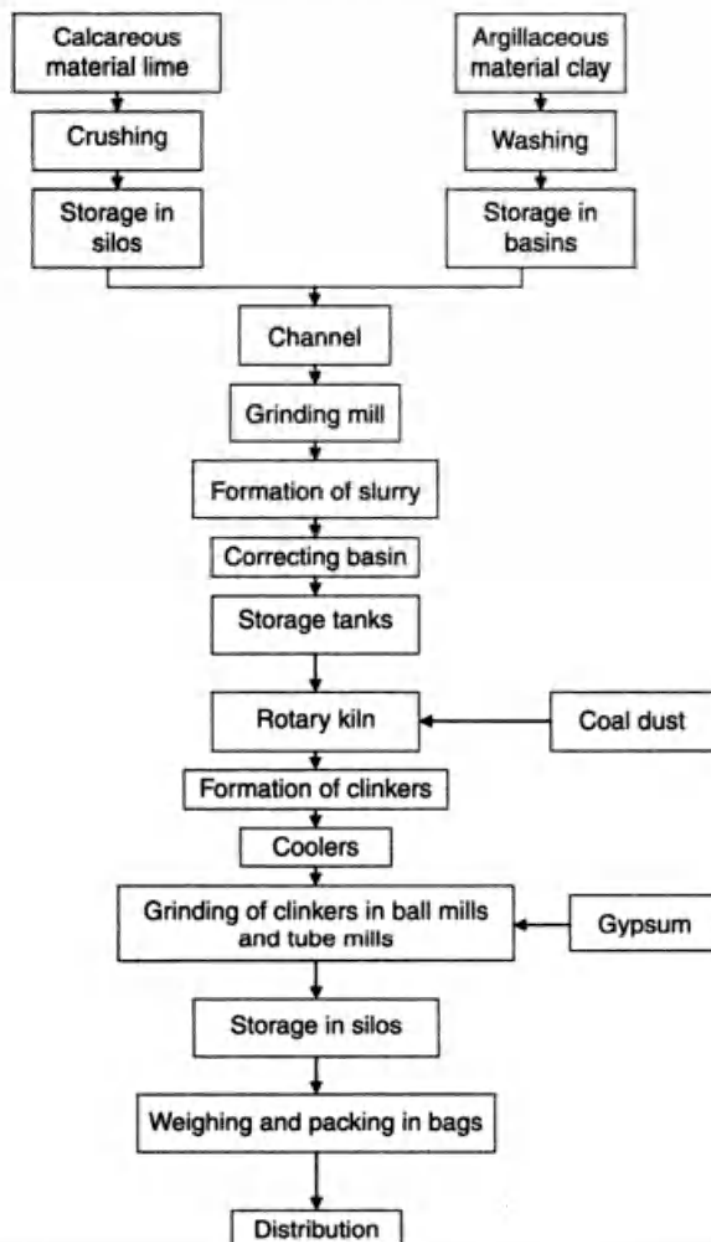 Calcareous
material lime
Argillaceous
material clay
Crushing
Washing
Storage in
silos
Storage in
basins
Channel
Grinding mill
Formation of slurry
Correcting basin
Storage tanks
Rotary kiln
Coal dust
Formation of clinkers
Coolers
Grinding of clinkers in ball mills
and tube mills
Gypsum
Storage in silos
Weighing and packing in bags
Distribution